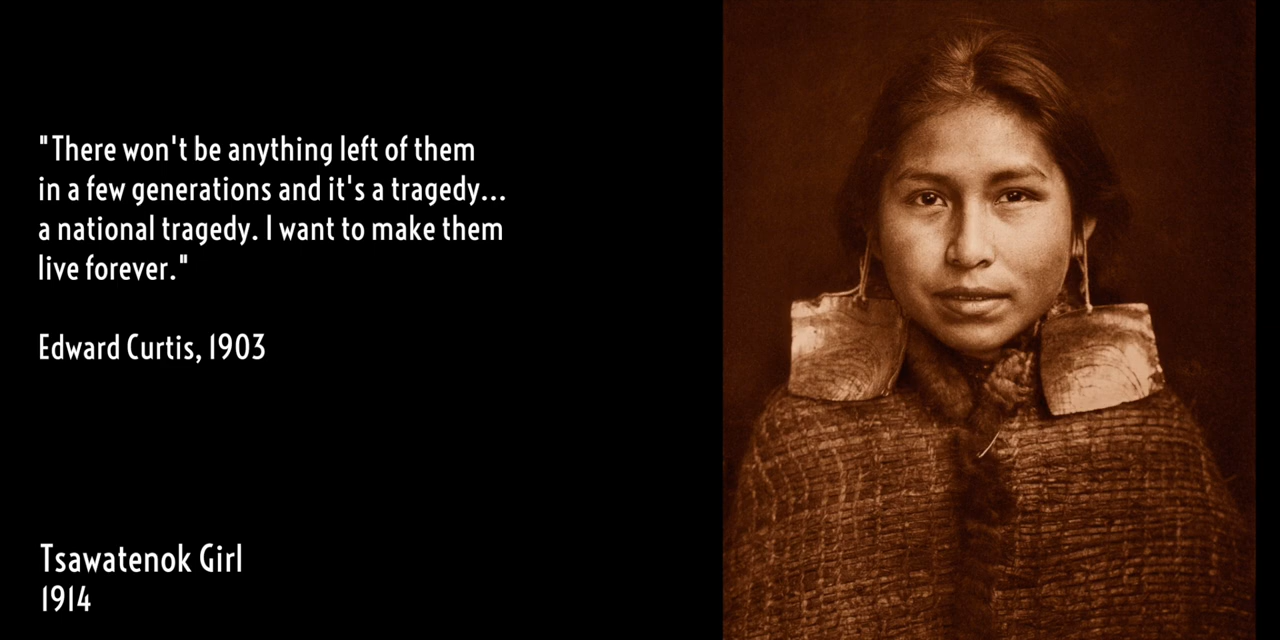 "There won't be anything left of them
in a few generations and it's a tragedy...
a national tragedy. I want to make them
live forever."
Edward Curtis, 1903
Tsawatenok Girl
1914